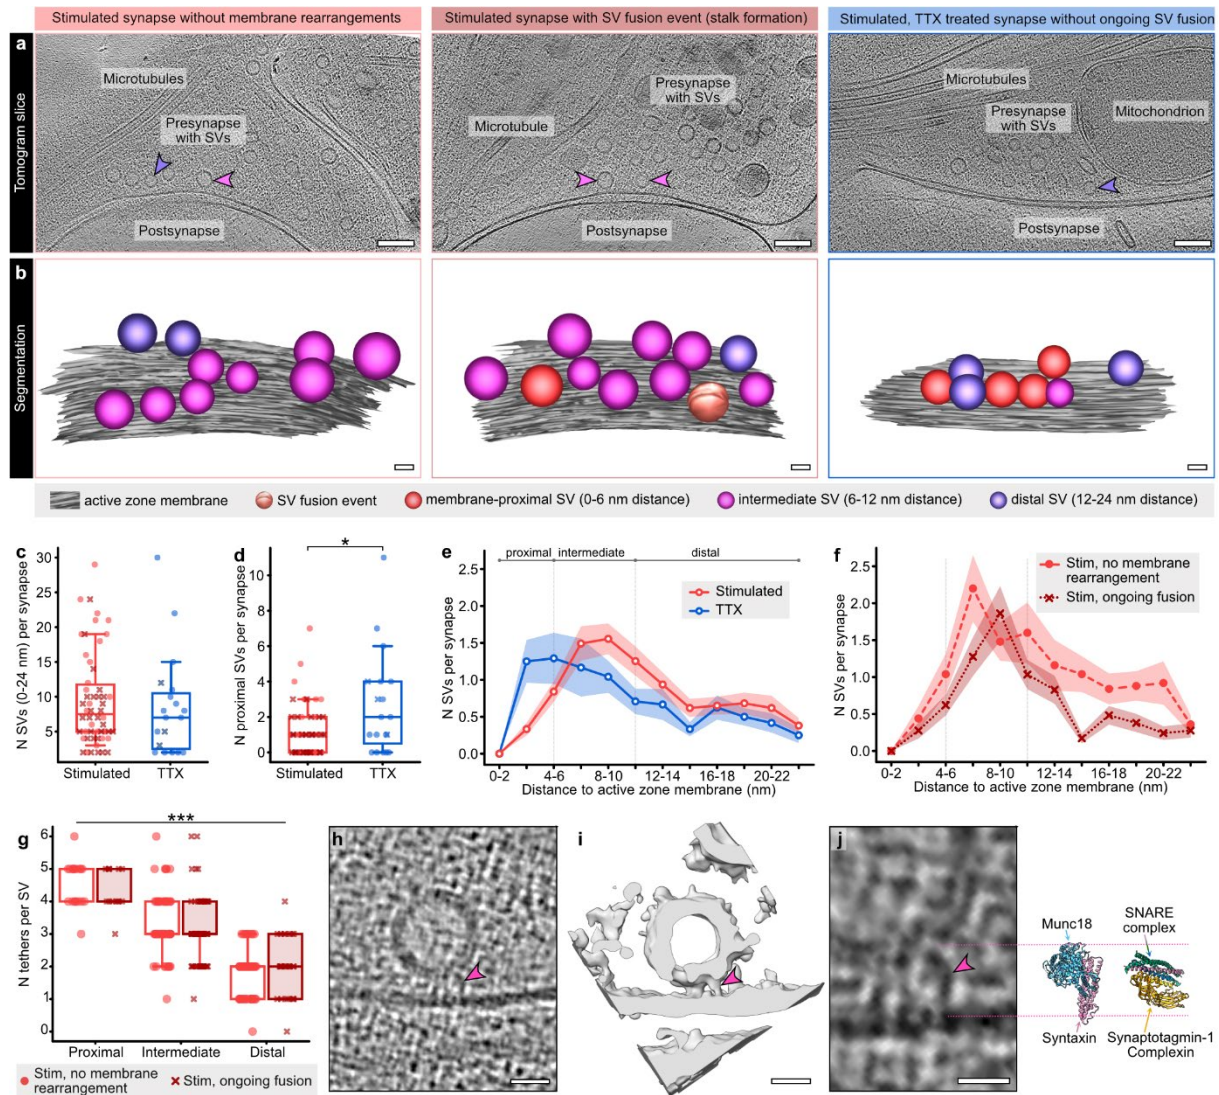 Stimulated synapse without membrane rearrangements
Stimulated synapse with SV fusion event (stalk formation)
Stimulated, TTX treated synapse without ongoing SV fusion
Tomogram slice
a
Microtubules
Presynapse
with SVs
Postsynapse
Presynapse
with SVs
Microtubule
Postsynapse
Microtubules
Presynapse
with SVs
Mitochondrion
Postsynapse
Segmentation
b
active zone membrane
SV fusion event
membrane-proximal SV (0-6 nm distance)
intermediate SV (6-12 nm distance)
distal SV (12-24 nm distance)
c
N SVs (0-24 nm) per synapse
30
25
20
15
10
5
Stimulated
TTX
d
N proximal SVs per synapse
*
10
8
6
4
2
0
Stimulated
TTX
e
proximal
intermediate
distal
N SVs per synapse
2.5
2.0
1.5
1.0
0.5
0.0
Stimulated
TTX
0-2
4-6
8-10
12-14
16-18
20-22
Distance to active zone membrane (nm)
f
N SVs per synapse
2.5
2.0
1.5
1.0
0.5
0.0
Stim, no membrane
rearrangement
Stim, ongoing fusion
0-2
4-6
8-10
12-14
16-18
20-22
Distance to active zone membrane (nm)
g
N tethers per SV
***
6
5
4
3
2
1
0
Proximal
Intermediate
Distal
Stim, no membrane
rearrangement
Stim, ongoing fusion
h
i
j
Munc18
SNARE
complex
Syntaxin
Synaptotagmin-1
Complexin